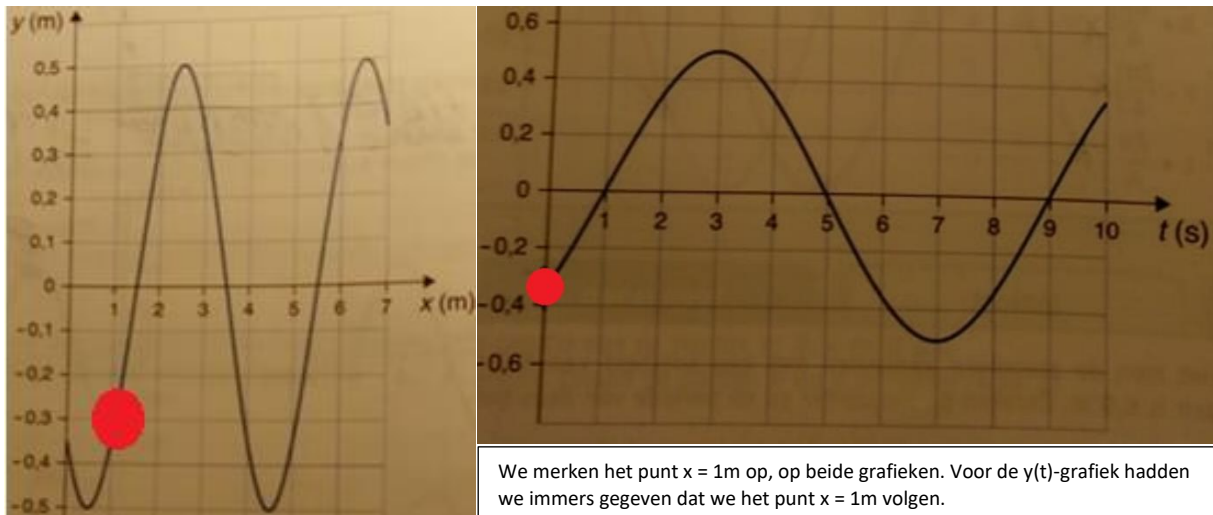 y (m)
0,5
0,4
0,3
0,2
0,1
0
-0,1
-0,2
-0,3
-0,4
-0.5
1 2 3 4 5 6 7
x (m)
0,6
0,4
0,2
0
-0,2
-0,4
-0,6
1 2 3 4 5 6 7 8 9 10
t (s)
We merken het punt x = 1m op, op beide grafieken. Voor de y(t)-grafiek hadden
we immers gegeven dat we het punt x = 1m volgen.